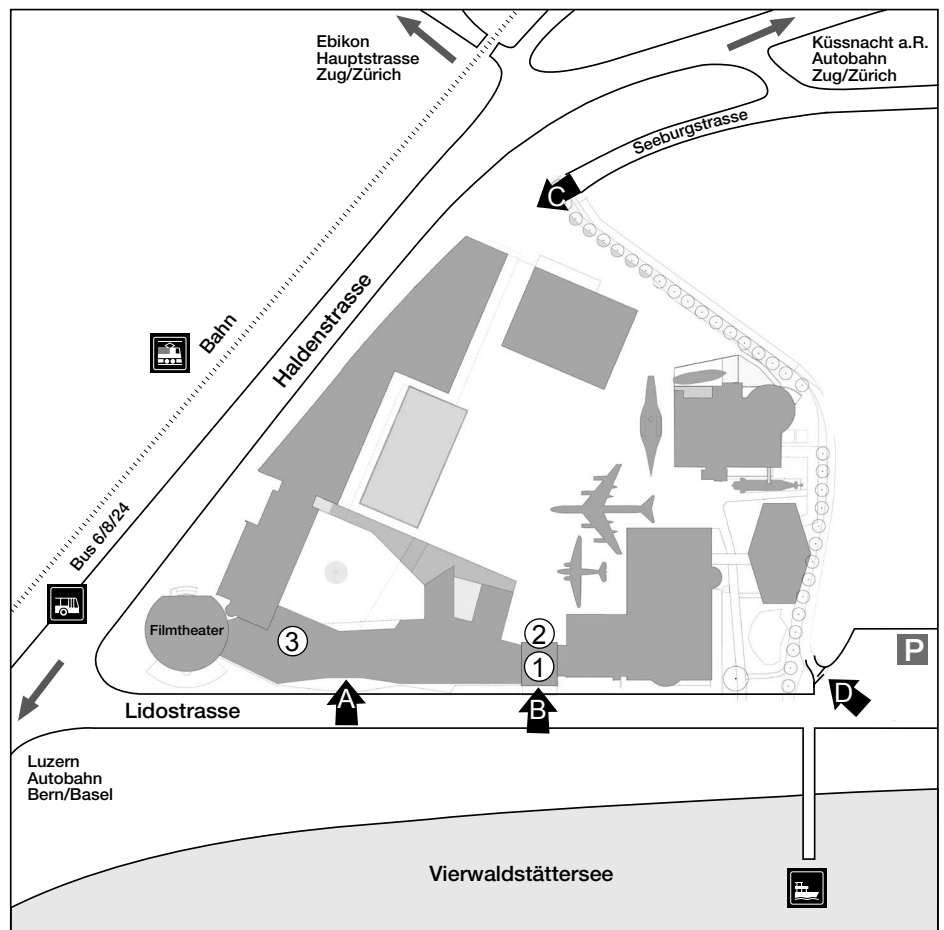 Ebikon
Hauptstrasse
Zug/Zürich
Küssnacht a.R.
Autobahn
Zug/Zürich
Seeburgstrasse
C
Haldenstrasse
Bahn
Bus 6/8/24
Filmtheater
3
2
1
P
A
B
D
Lidostrasse
Luzern
Autobahn
Bern/Basel
Vierwaldstättersee